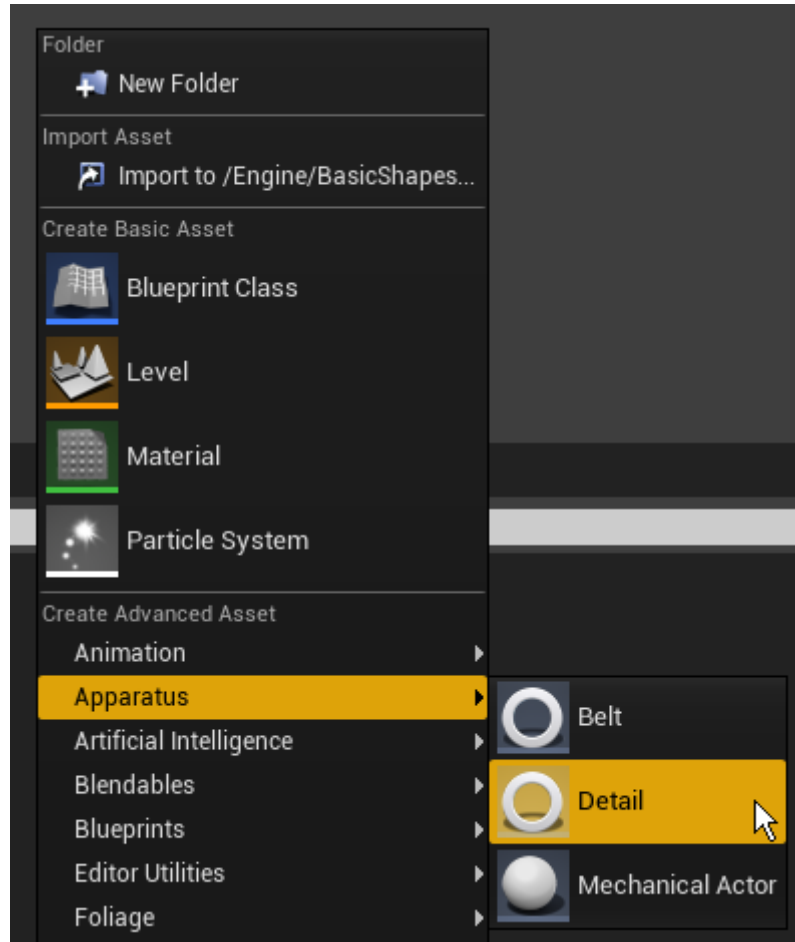 Folder
New Folder
Import Asset
Import to /Engine/BasicShapes...
Create Basic Asset
Blueprint Class
Level
Material
Particle System
Create Advanced Asset
Animation
Apparatus
Artificial Intelligence
Blendables
Blueprints
Editor Utilities
Foliage
Belt
Detail
Mechanical Actor